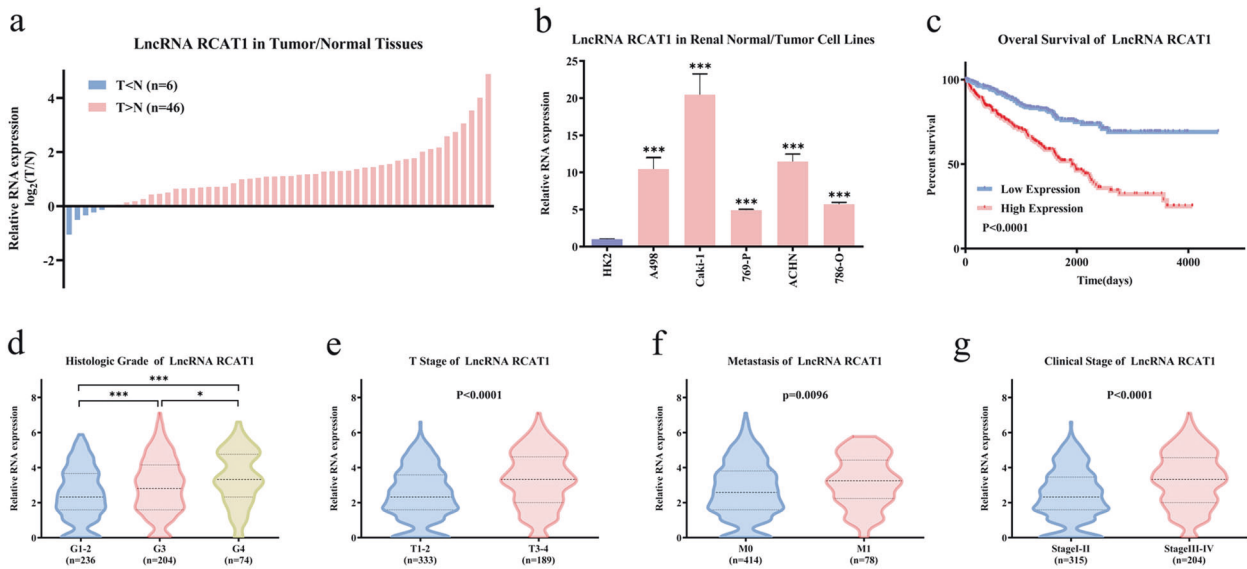 a
LncRNA RCAT1 in Tumor/Normal Tissues
Relative RNA expression
log2(T/N)
4
2
0
-2
T<N (n=6)
T>N (n=46)
b
LncRNA RCAT1 in Renal Normal/Tumor Cell Lines
Relative RNA expression
25
20
15
10
5
0
***
***
***
***
***
HK2
A498
Caki-1
769-P
ACHN
786-O
c
Overal Survival of LncRNA RCAT1
Percent survival
100
50
0
Low Expression
High Expression
P<0.0001
0
2000
4000
Time(days)
d
Histologic Grade of LncRNA RCAT1
Relative RNA expression
8
6
4
2
0
***
***
*
G1-2
(n=236
G3
(n=204)
G4
(n=74)
e
T Stage of LncRNA RCAT1
Relative RNA expression
8
6
4
2
0
P<0.0001
T1-2
(n=333)
T3-4
(n=189)
f
Metastasis of LncRNA RCAT1
Relative RNA expression
8
6
4
2
0
p=0.0096
M0
(n=414)
M1
(n=78)
g
Clinical Stage of LncRNA RCAT1
Relative RNA expression
8
6
4
2
0
P<0.0001
StageI-II
(n=315)
StageIII-IV
(n=204)